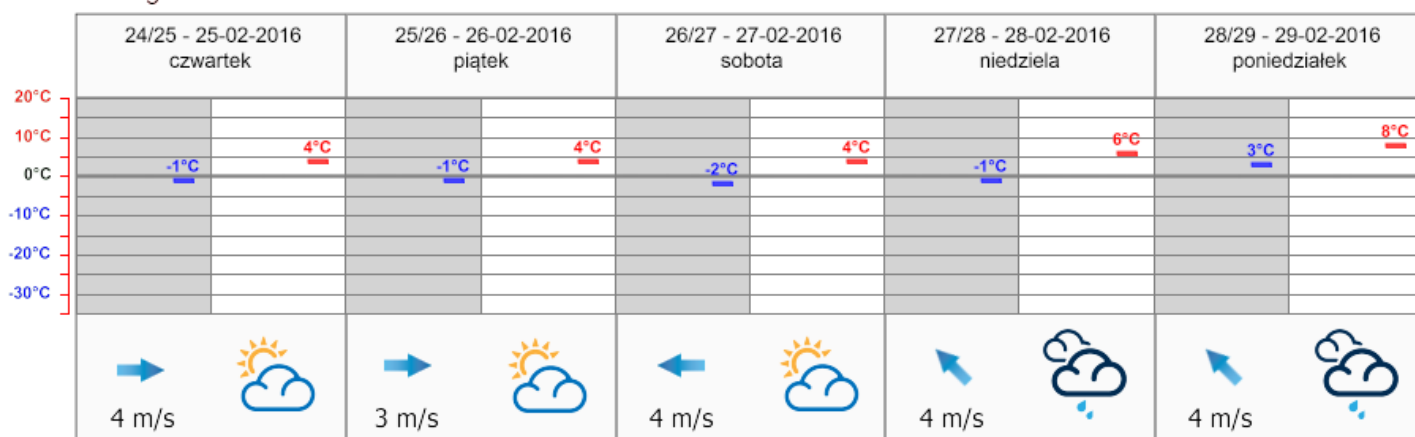 24/25 - 25-02-2016
czwartek
25/26 - 26-02-2016
piątek
26/27 - 27-02-2016
sobota
27/28 - 28-02-2016
niedziela
28/29 - 29-02-2016
poniedziałek
20°C
10°C
0°C
-10°C
-20°C
-30°C
-1°C
4°C
-1°C
4°C
-2°C
4°C
-1°C
6°C
3°C
8°C
4 m/s
3 m/s
4 m/s
4 m/s
4 m/s